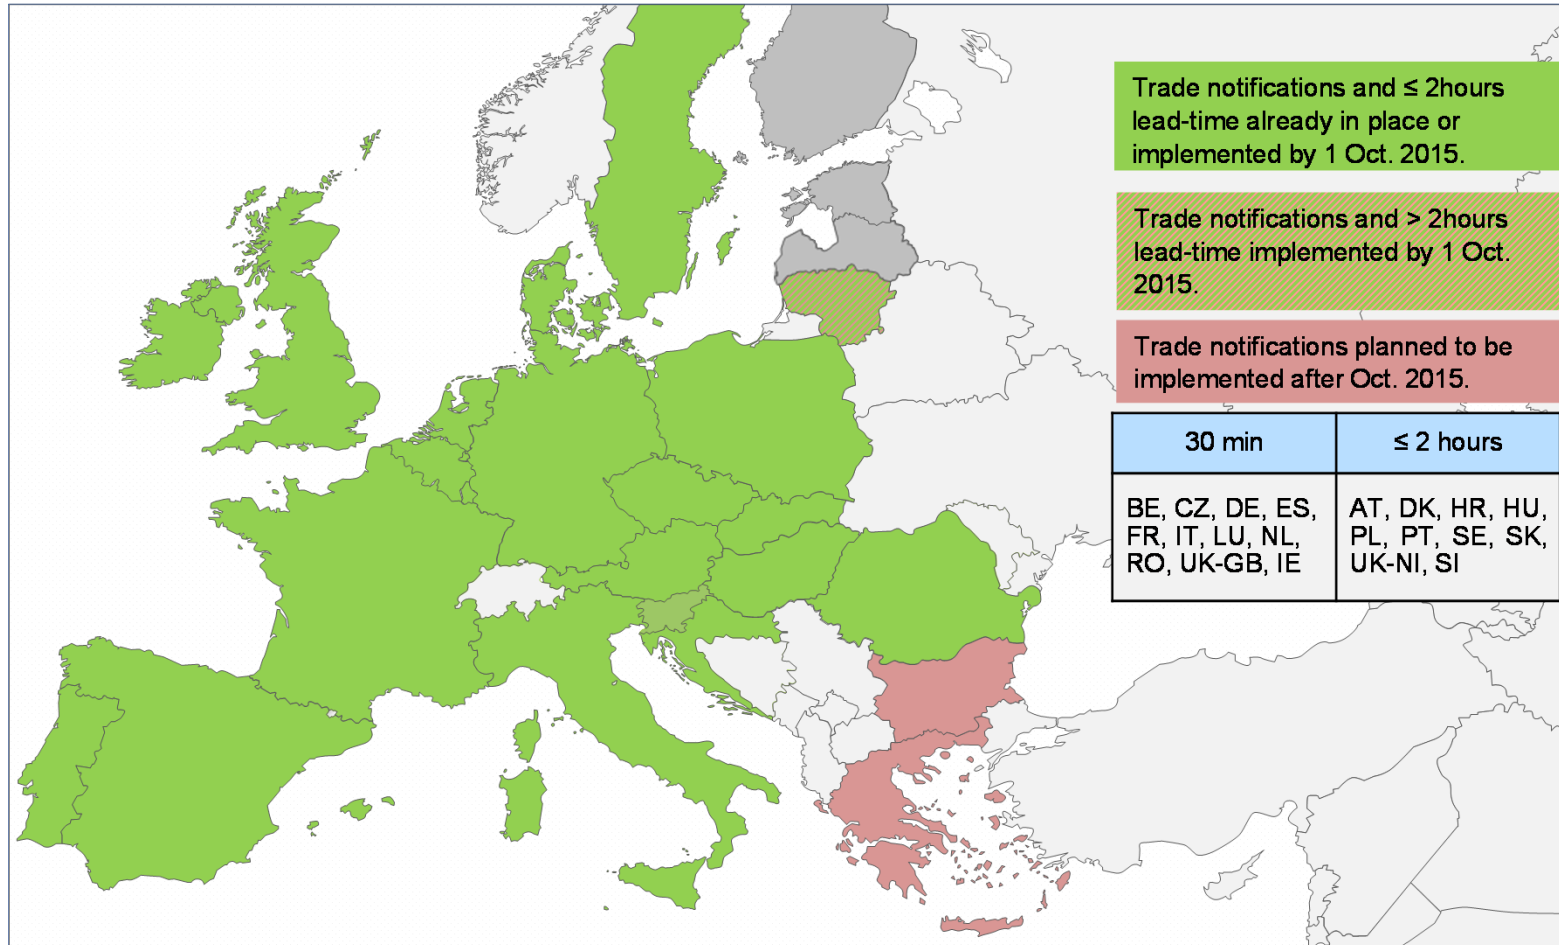 Trade notifications and ≤ 2hours
lead-time already in place or
implemented by 1 Oct. 2015.
Trade notifications and > 2hours
lead-time implemented by 1 Oct.
2015.
Trade notifications planned to be
implemented after Oct. 2015.
30 min
≤ 2 hours
BE, CZ, DE, ES,
FR, IT, LU, NL,
RO, UK-GB, IE
AT, DK, HR, HU,
PL, PT, SE, SK,
UK-NI, SI